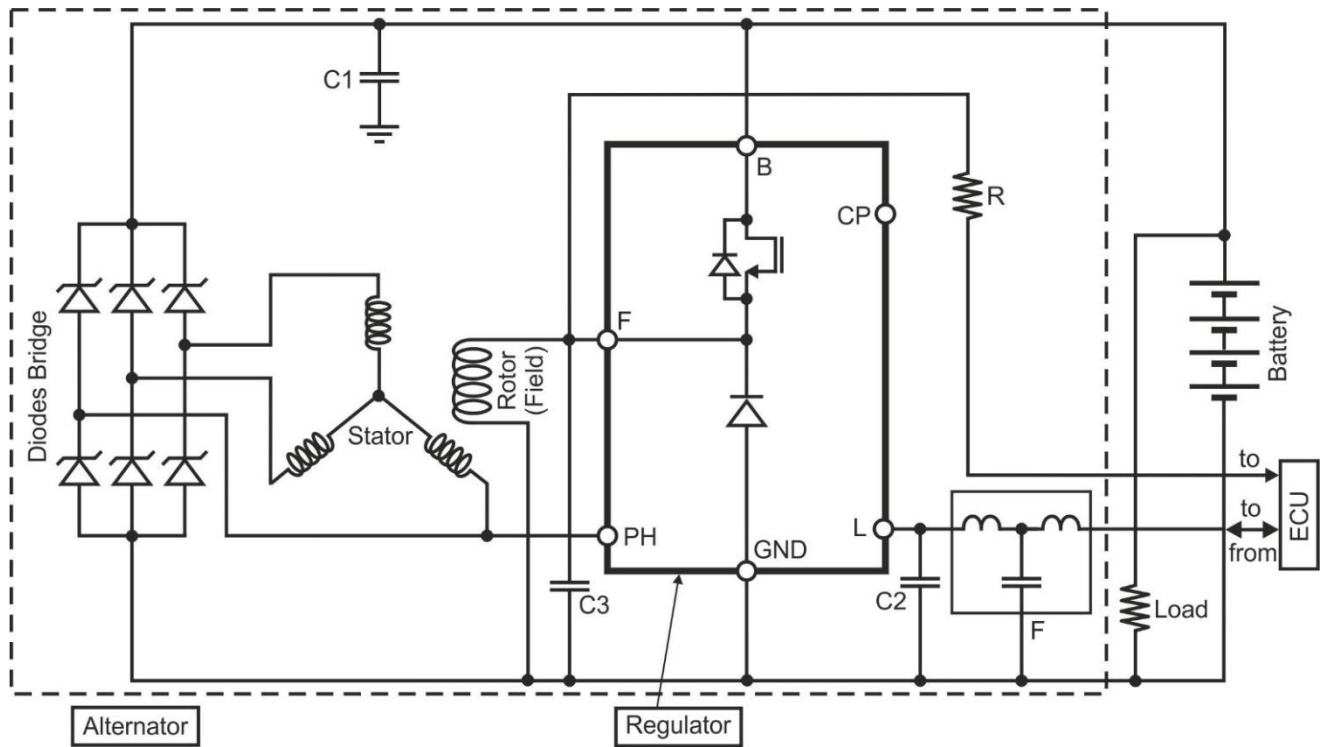 C1
B
R
CP
Diodes Bridge
F
Rotor
(Field)
Battery
Stator
to
to
from
ECU
PH
GND
L
C3
C2
F
Load
Alternator
Regulator